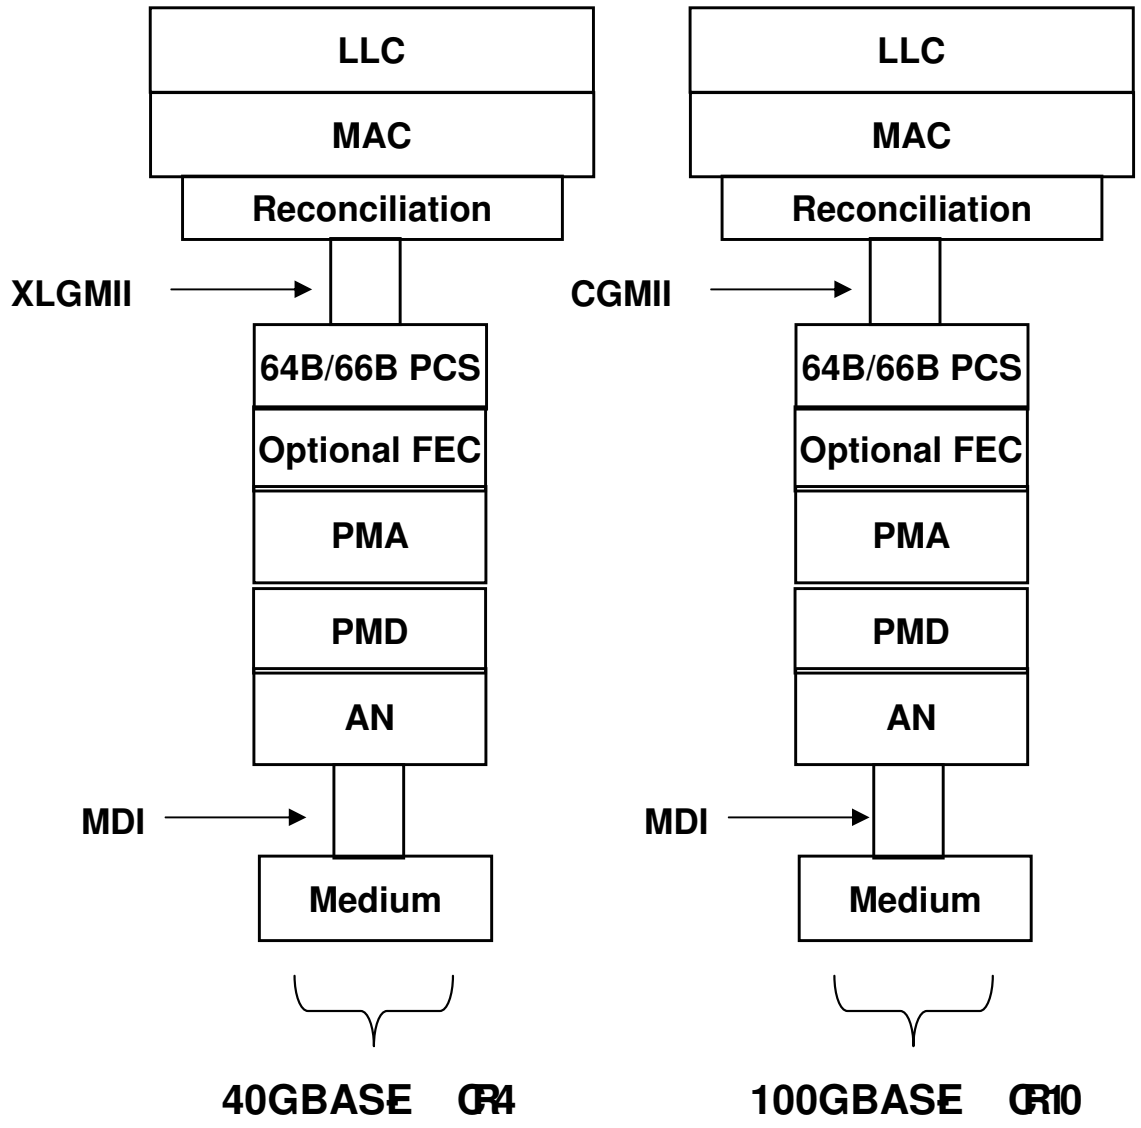 LLC
MAC
Reconciliation
XLGMII
64B/66B PCS
Optional FEC
PMA
PMD
AN
MDI
Medium
40GBASE-CR4
LLC
MAC
Reconciliation
CGMII
64B/66B PCS
Optional FEC
PMA
PMD
AN
MDI
Medium
100GBASE-CR10